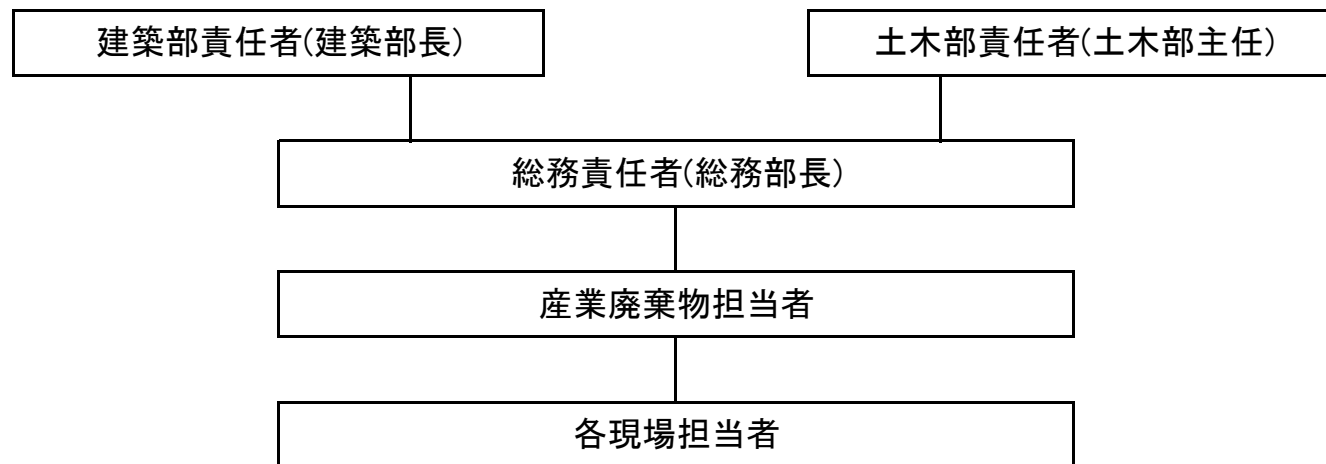 建築部責任者(建築部長)
土木部責任者(土木部主任)
総務責任者(総務部長)
産業廃棄物担当者
各現場担当者